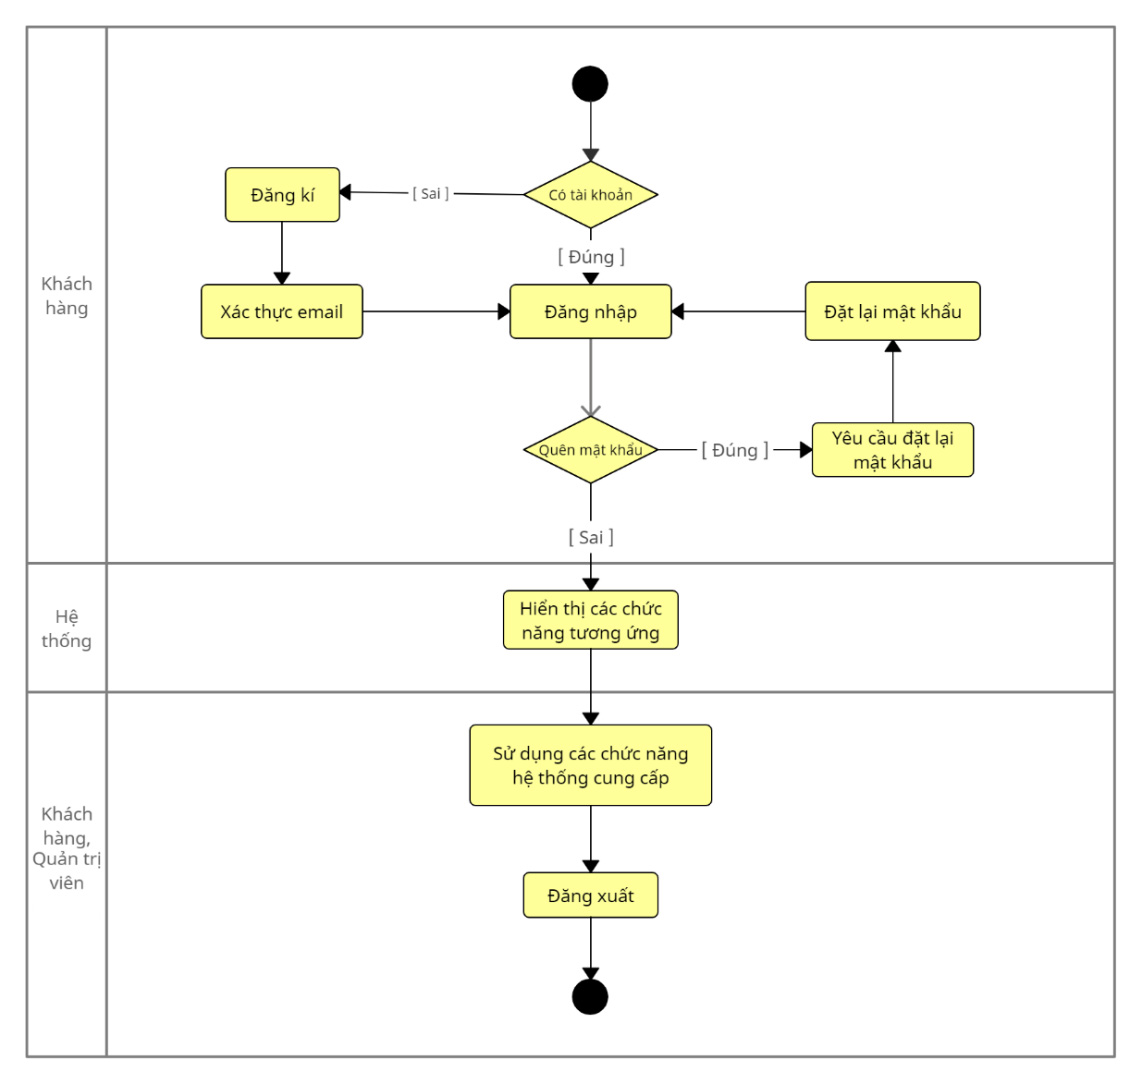 Khách
hàng
Có tài khoản
[ Sai ]
Đăng kí
[ Đúng ]
Xác thực email
Đăng nhập
Đặt lại mật khẩu
Quên mật khẩu
[ Đúng ]
Yêu cầu đặt lại
mật khẩu
[ Sai ]
Hệ
thống
Hiển thị các chức
năng tương ứng
Khách
hàng,
Quản trị
viên
Sử dụng các chức năng
hệ thống cung cấp
Đăng xuất